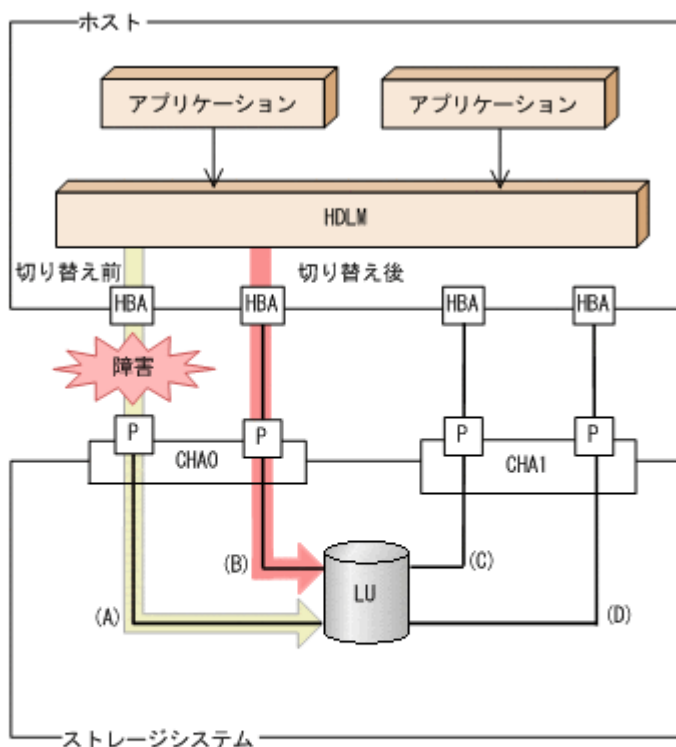 ホスト
アプリケーション
アプリケーション
HDLM
切り替え前
切り替え後
HBA
HBA
HBA
HBA
障害
P
P
P
P
CHA0
CHA1
(B)
(C)
LU
(A)
(D)
ストレージシステム